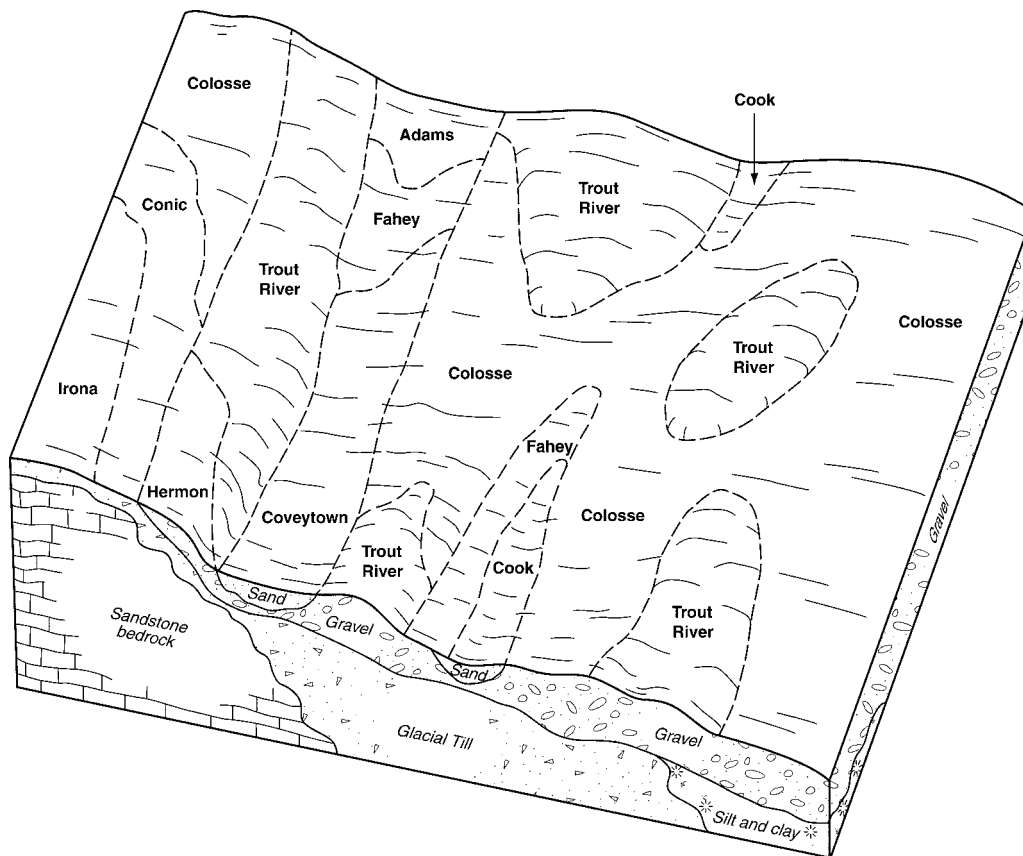 Colosse
Cook
Adams
Conic
Trout
River
Fahey
Trout
River
Colosse
Trout
River
Irona
Colosse
Fahey
Hermon
Coveytown
Colosse
Trout
River
Cook
Trout
River
Gravel
Sand
Gravel
Sandstone
bedrock
Sand
Glacial Till
Gravel
Silt and clay